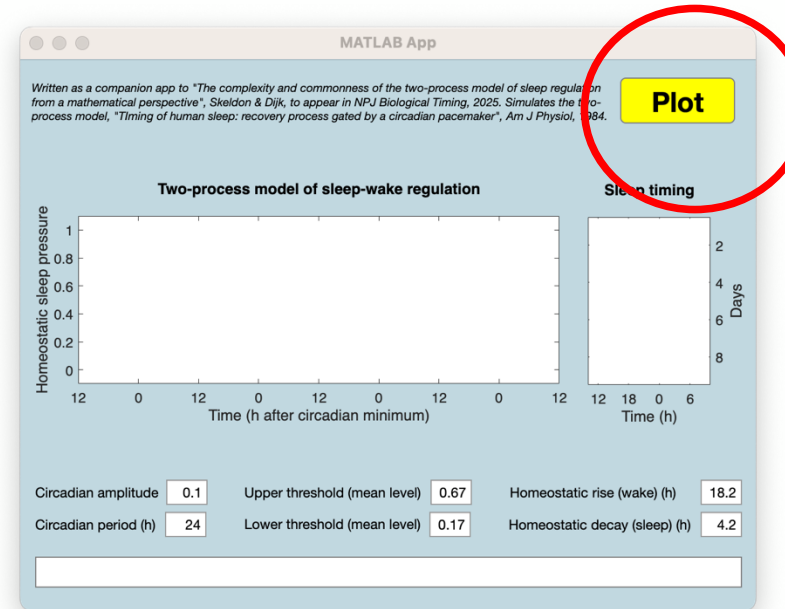 MATLAB App
Written as a companion app to "The complexity and commonness of the two-process model of sleep regulation
from a mathematical perspective", Skeldon & Dijk, to appear in NPJ Biological Timing, 2025. Simulates the two-
process model, "TIming of human sleep: recovery process gated by a circadian pacemaker", Am J Physiol, 1984.
Plot
Two-process model of sleep-wake regulation
Homeostatic sleep pressure
1
0.8
0.6
0.4
0.2
0
12 0 12 0 12 0 12 0 12
Time (h after circadian minimum)
Sleep timing
2
4
6
8
Days
12 18 0 6
Time (h)
Circadian amplitude 0.1 Upper threshold (mean level) 0.67 Homeostatic rise (wake) (h) 18.2
Circadian period (h) 24 Lower threshold (mean level) 0.17 Homeostatic decay (sleep) (h) 4.2